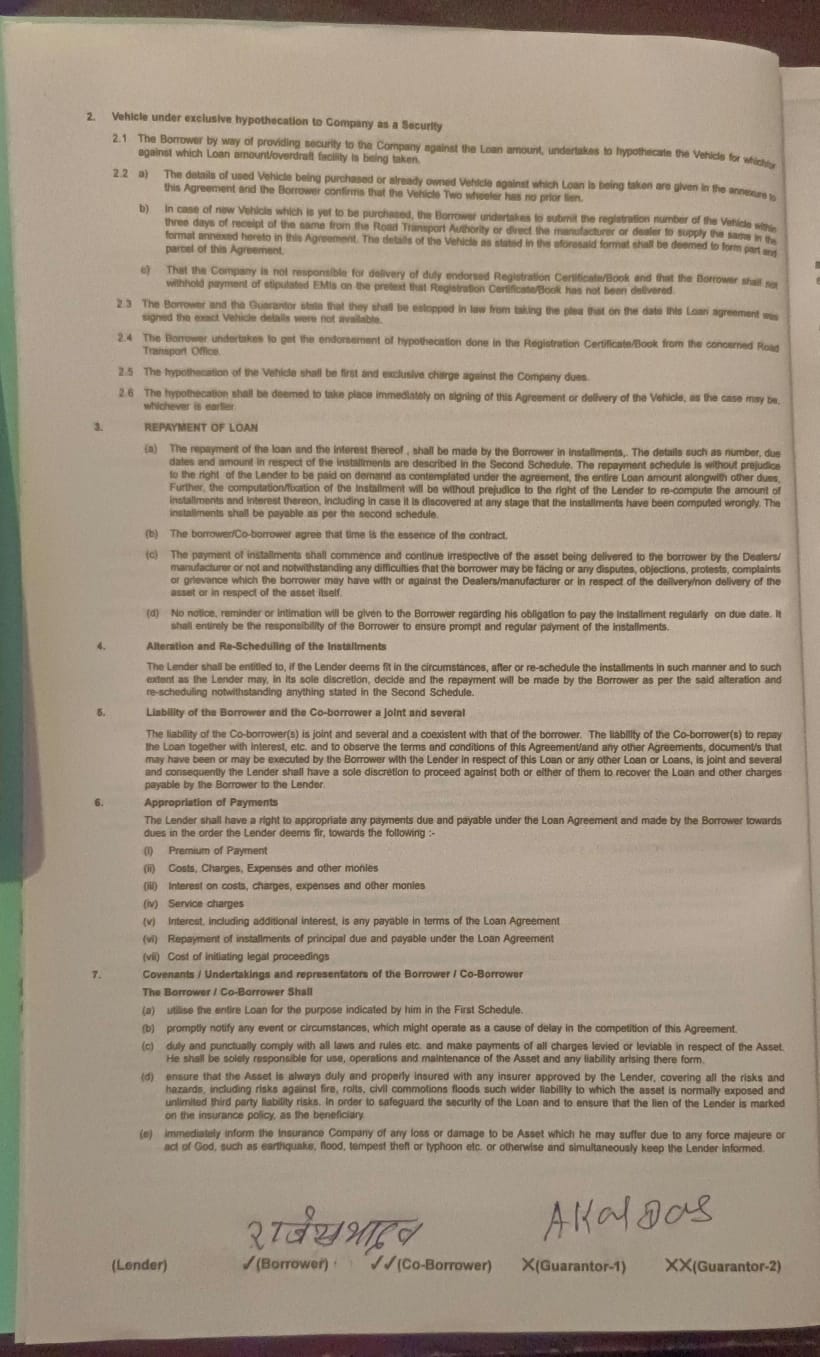 2. Vehicle under exclusive hypothecation to Company as a Security
2.1 The Borrower by way of providing security to the Company against the Loan amount, undertakes to hypothecate the Vehicle for which/or
against which Loan amount/overdraft facility is being taken.
2.2 a) The details of used Vehicle being purchased or already owned Vehicle against which Loan is being taken are given in the annexure to
this Agreement and the Borrower confirms that the Vehicle Two wheeler has no prior lien.
b) In case of new Vehicle which is yet to be purchased, the Borrower undertakes to submit the registration number of the Vehicle within
three days of receipt of the same from the Road Transport Authority or direct the manufacturer or dealer to supply the same in the
format annexed hereto in this Agreement. The details of the Vehicle as stated in the aforesaid format shall be deemed to form part and
parcel of this Agreement.
c) That the Company is not responsible for delivery of duly endorsed Registration Certificate/Book and that the Borrower shall not
withhold payment of stipulated EMIs on the pretext that Registration Certificate/Book has not been delivered.
2.3 The Borrower and the Guarantor state that they shall be estopped in law from taking the plea that on the date this Loan agreement was
signed the exact Vehicle details were not available.
2.4 The Borrower undertakes to get the endorsement of hypothecation done in the Registration Certificate/Book from the concerned Road
Transport Office.
2.5 The hypothecation of the Vehicle shall be first and exclusive charge against the Company dues.
2.6 The hypothecation shall be deemed to take place immediately on signing of this Agreement or delivery of the Vehicle, as the case may be,
whichever is earlier.
3. REPAYMENT OF LOAN
(a) The repayment of the loan and the interest thereof , shall be made by the Borrower in installments,. The details such as number, due
dates and amount in respect of the installments are described in the Second Schedule. The repayment schedule is without prejudice
to the right of the Lender to be paid on demand as contemplated under the agreement, the entire Loan amount alongwith other dues,
Further, the computation/fixation of the Installment will be without prejudice to the right of the Lender to re-compute the amount of
installments and interest thereon, including in case it is discovered at any stage that the installments have been computed wrongly. The
installments shall be payable as per the second schedule.
(b) The borrower/Co-borrower agree that time is the essence of the contract.
(c) The payment of installments shall commence and continue irrespective of the asset being delivered to the borrower by the Dealers/
manufacturer or not and notwithstanding any difficulties that the borrower may be facing or any disputes, objections, protests, complaints
or grievance which the borrower may have with or against the Dealers/manufacturer or in respect of the delivery/non delivery of the
asset or in respect of the asset itself.
(d) No notice, reminder or intimation will be given to the Borrower regarding his obligation to pay the Installment regularly on due date. It
shall entirely be the responsibility of the Borrower to ensure prompt and regular payment of the installments.
4. Alteration and Re-Scheduling of the Installments
The Lender shall be entitled to, if the Lender deems fit in the circumstances, after or re-schedule the installments in such manner and to such
extent as the Lender may, in its sole discretion, decide and the repayment will be made by the Borrower as per the said alteration and
re-scheduling notwithstanding anything stated in the Second Schedule.
5. Liability of the Borrower and the Co-borrower a joint and several
The liability of the Co-borrower(s) is joint and several and a coexistent with that of the borrower. The liability of the Co-borrower(s) to repay
the Loan together with interest, etc. and to observe the terms and conditions of this Agreement/and any other Agreements, document/s that
may have been or may be executed by the Borrower with the Lender in respect of this Loan or any other Loan or Loans, is joint and several
and consequently the Lender shall have a sole discretion to proceed against both or either of them to recover the Loan and other charges
payable by the Borrower to the Lender.
6. Appropriation of Payments
The Lender shall have a right to appropriate any payments due and payable under the Loan Agreement and made by the Borrower towards
dues in the order the Lender deems fir, towards the following :-
(i) Premium of Payment
(ii) Costs, Charges, Expenses and other monies
(iii) Interest on costs, charges, expenses and other monies
(iv) Service charges
(v) Interest, including additional interest, is any payable in terms of the Loan Agreement
(vi) Repayment of installments of principal due and payable under the Loan Agreement
(vii) Cost of initiating legal proceedings
7. Covenants / Undertakings and representators of the Borrower / Co-Borrower
The Borrower / Co-Borrower Shall
(a) utilise the entire Loan for the purpose indicated by him in the First Schedule.
(b) promptly notify any event or circumstances, which might operate as a cause of delay in the competition of this Agreement.
(c) duly and punctually comply with all laws and rules etc. and make payments of all charges levied or leviable in respect of the Asset.
He shall be solely responsible for use, operations and maintenance of the Asset and any liability arising there form.
(d) ensure that the Asset is always duly and properly insured with any insurer approved by the Lender, covering all the risks and
hazards, including risks against fire, roits, civil commotions floods such wider liability to which the asset is normally exposed and
unlimited third party liability risks. In order to safeguard the security of the Loan and to ensure that the lien of the Lender is marked
on the insurance policy, as the beneficiary.
(e) immediately inform the Insurance Company of any loss or damage to be Asset which he may suffer due to any force majeure or
act of God, such as earthquake, flood, tempest theft or typhoon etc. or otherwise and simultaneously keep the Lender informed.
AKal Das
(Lender) ✓(Borrower) ✓✓(Co-Borrower) X(Guarantor-1) XX(Guarantor-2)